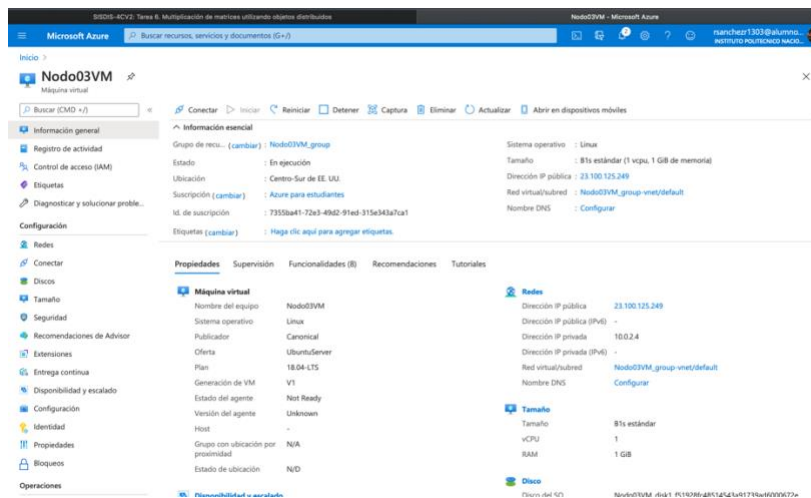 SISDIS-4CV2: Tarea 6. Multiplicación de matrices utilizando objetos distribuidos
Nodo03VM - Microsoft Azure
Microsoft Azure
Buscar recursos, servicios y documentos (G+/)
rsanchezr1303@alumno...
INSTITUTO POLITECNICO NACIO...
Inicio >
Nodo03VM
Máquina virtual
Buscar (CMD +/)
Conectar Iniciar Reiniciar Detener Captura Eliminar Actualizar Abrir en dispositivos móviles
Información general
Registro de actividad
Control de acceso (IAM)
Etiquetas
Diagnosticar y solucionar proble...
Configuración
Redes
Conectar
Discos
Tamaño
Seguridad
Recomendaciones de Advisor
Extensiones
Entrega continua
Disponibilidad y escalado
Configuración
Identidad
Propiedades
Bloqueos
Operaciones
Información esencial
Grupo de recu... (cambiar) : Nodo03VM_group
Estado : En ejecución
Ubicación : Centro-Sur de EE. UU.
Suscripción (cambiar) : Azure para estudiantes
Id. de suscripción : 7355ba41-72e3-49d2-91ed-315e343a7ca1
Etiquetas (cambiar) : Haga clic aquí para agregar etiquetas.
Sistema operativo : Linux
Tamaño : B1s estándar (1 vcpu, 1 GiB de memoria)
Dirección IP pública : 23.100.125.249
Red virtual/subred : Nodo03VM_group-vnet/default
Nombre DNS : Configurar
Propiedades Supervisión Funcionalidades (8) Recomendaciones Tutoriales
Máquina virtual
Nombre del equipo Nodo03VM
Sistema operativo Linux
Publicador Canonical
Oferta UbuntuServer
Plan 18.04-LTS
Generación de VM V1
Estado del agente Not Ready
Versión del agente Unknown
Host -
Grupo con ubicación por proximidad N/A
Estado de ubicación N/D
Disponibilidad y escalado
Redes
Dirección IP pública 23.100.125.249
Dirección IP pública (IPv6) -
Dirección IP privada 10.0.2.4
Dirección IP privada (IPv6) -
Red virtual/subred Nodo03VM_group-vnet/default
Nombre DNS Configurar
Tamaño
Tamaño B1s estándar
vCPU 1
RAM 1 GiB
Disco
Disco del SO